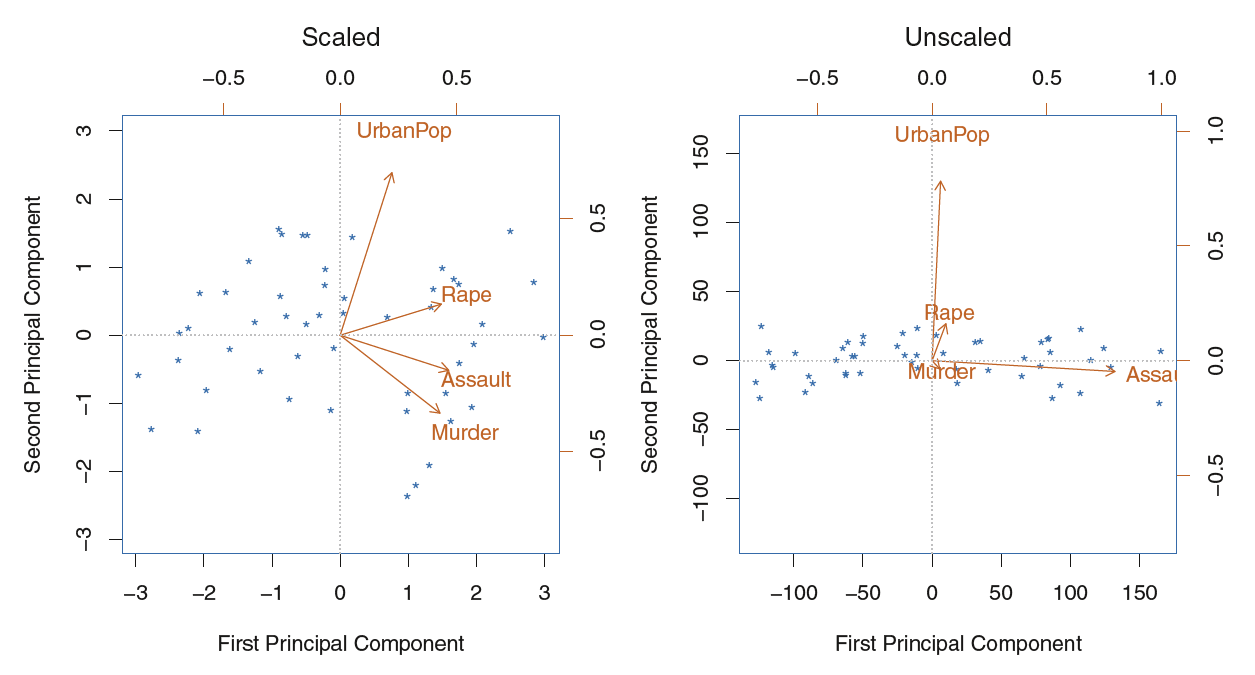 Scaled
−0.5 0.0 0.5
UrbanPop
Rape
Assault
Murder
3
2
1
0
−1
−2
−3
0.5
0.0
−0.5
−3 −2 −1 0 1 2 3
Second Principal Component
First Principal Component
Unscaled
−0.5 0.0 0.5 1.0
UrbanPop
Rape
Murder
Assau
150
100
50
0
−50
−100
1.0
0.5
0.0
−0.5
−100 −50 0 50 100 150
Second Principal Component
First Principal Component